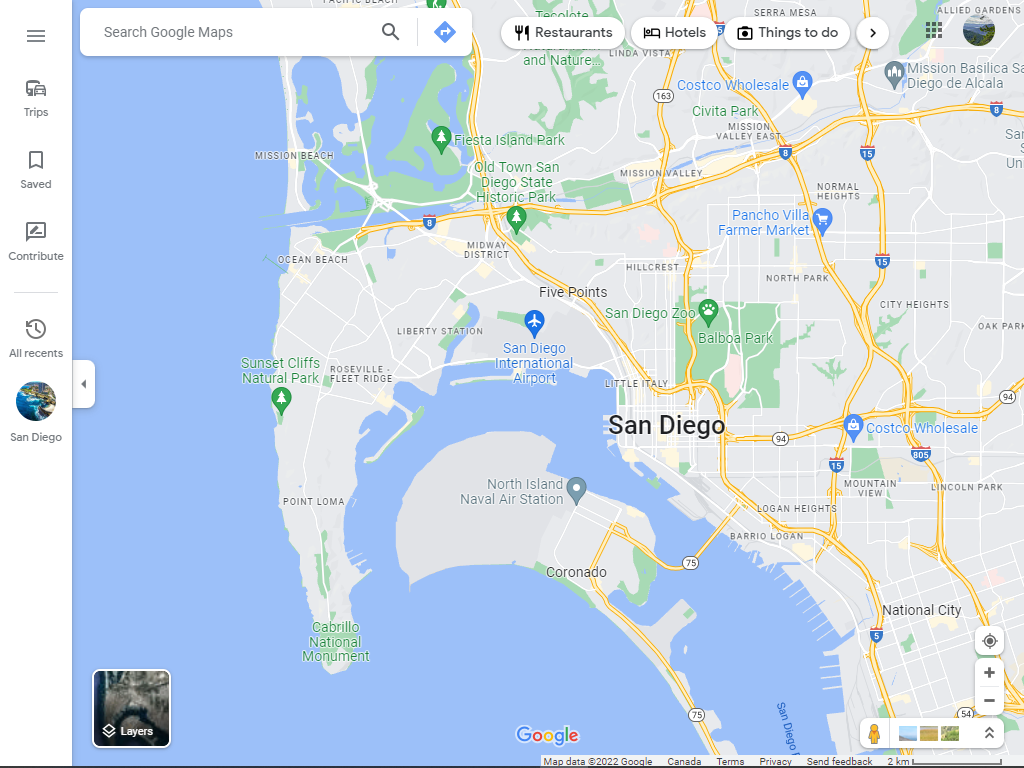 PACIFIC BEACH
Tecolote
and Nature...
SERRA MESA
ALLIED GARDENS
Search Google Maps
Restaurants
Hotels
Things to do
LINDA VISTA
5
Trips
Saved
Contribute
All recents
San Diego
Mission Basilica Sa
Diego de Alcala
Costco Wholesale
163
Civita Park
8
MISSION
VALLEY EAST
Fiesta Island Park
MISSION BEACH
8
15
San
S
Un
Old Town San
Diego State
Historic Park
MISSION VALLEY
NORMAL
HEIGHTS
Pancho Villa
Farmer Market
8
MIDWAY
DISTRICT
OCEAN BEACH
HILLCREST
15
NORTH PARK
Five Points
CITY HEIGHTS
San Diego Zoo
Balboa Park
LIBERTY STATION
OAK PARK
San Diego
International
Airport
Sunset Cliffs
Natural Park
ROSEVILLE -
FLEET RIDGE
LITTLE ITALY
94
San Diego
94
Costco Wholesale
805
15
MOUNTAIN
VIEW
LINCOLN PARK
North Island
Naval Air Station
POINT LOMA
LOGAN HEIGHTS
BARRIO LOGAN
75
Coronado
National City
Cabrillo
National
Monument
5
75
54
San Diego
Layers
Google
Map data ©2022 Google
Canada
Terms
Privacy
Send feedback
2 km